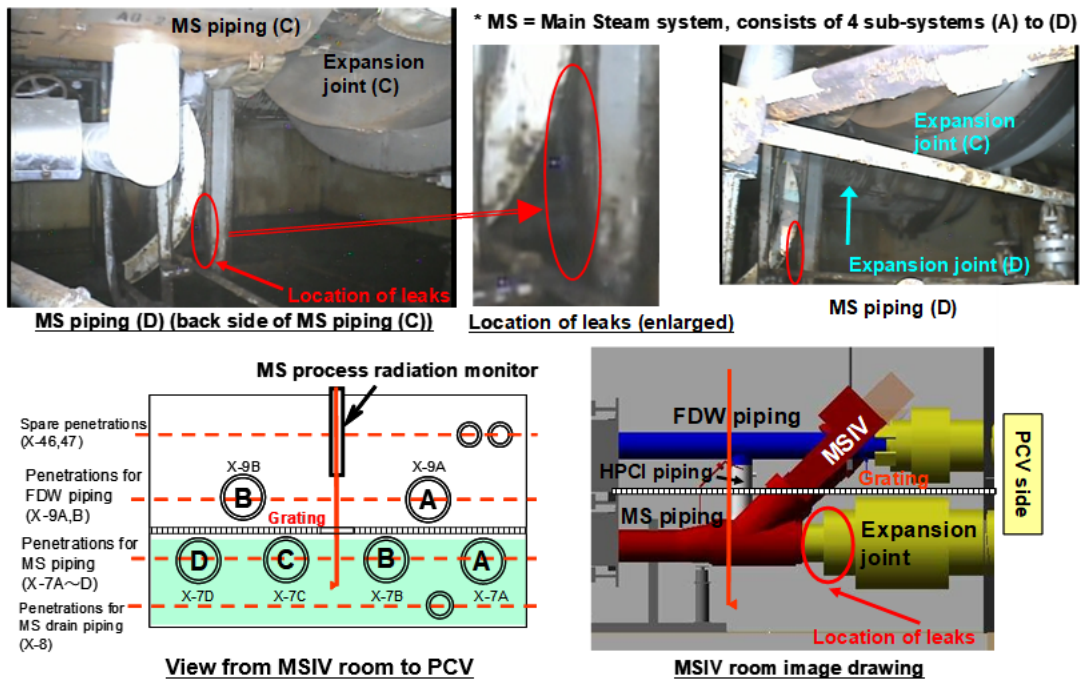 * MS = Main Steam system, consists of 4 sub-systems (A) to (D)
MS piping (C)
Expansion
joint (C)
Location of leaks
MS piping (D) (back side of MS piping (C))
Location of leaks (enlarged)
Expansion
joint (C)
Expansion joint (D)
MS piping (D)
MS process radiation monitor
Spare penetrations
(X-46,47)
Penetrations for
FDW piping
(X-9A,B)
X-9B
X-9A
B
A
Grating
Penetrations for
MS piping
(X-7A～D)
D
C
B
A
X-7D
X-7C
X-7B
X-7A
Penetrations for
MS drain piping
(X-8)
View from MSIV room to PCV
FDW piping
MSIV
HPCI piping
Grating
MS piping
Expansion
joint
PCV side
Location of leaks
MSIV room image drawing